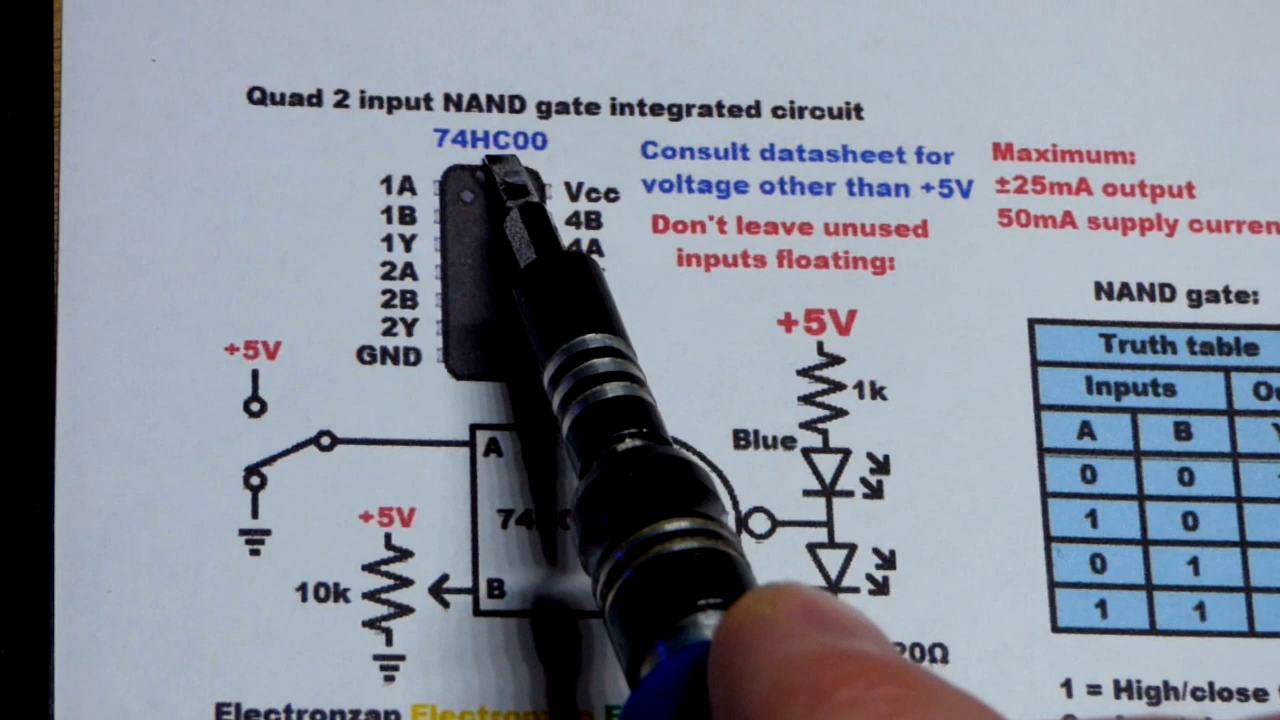 Quad 2 input NAND gate integrated circuit
74HC00
Consult datasheet for
voltage other than +5V
Don't leave unused
inputs floating:
Maximum:
±25mA output
50mA supply curren
1A
1B
1Y
2A
2B
2Y
GND
Vcc
4B
4A
+5V
A
+5V
10k
B
+5V
1k
Blue
20Ω
NAND gate:
Truth table
Inputs
A B
0 0
1 0
0 1
1 1
1 = High/close
Electronzap